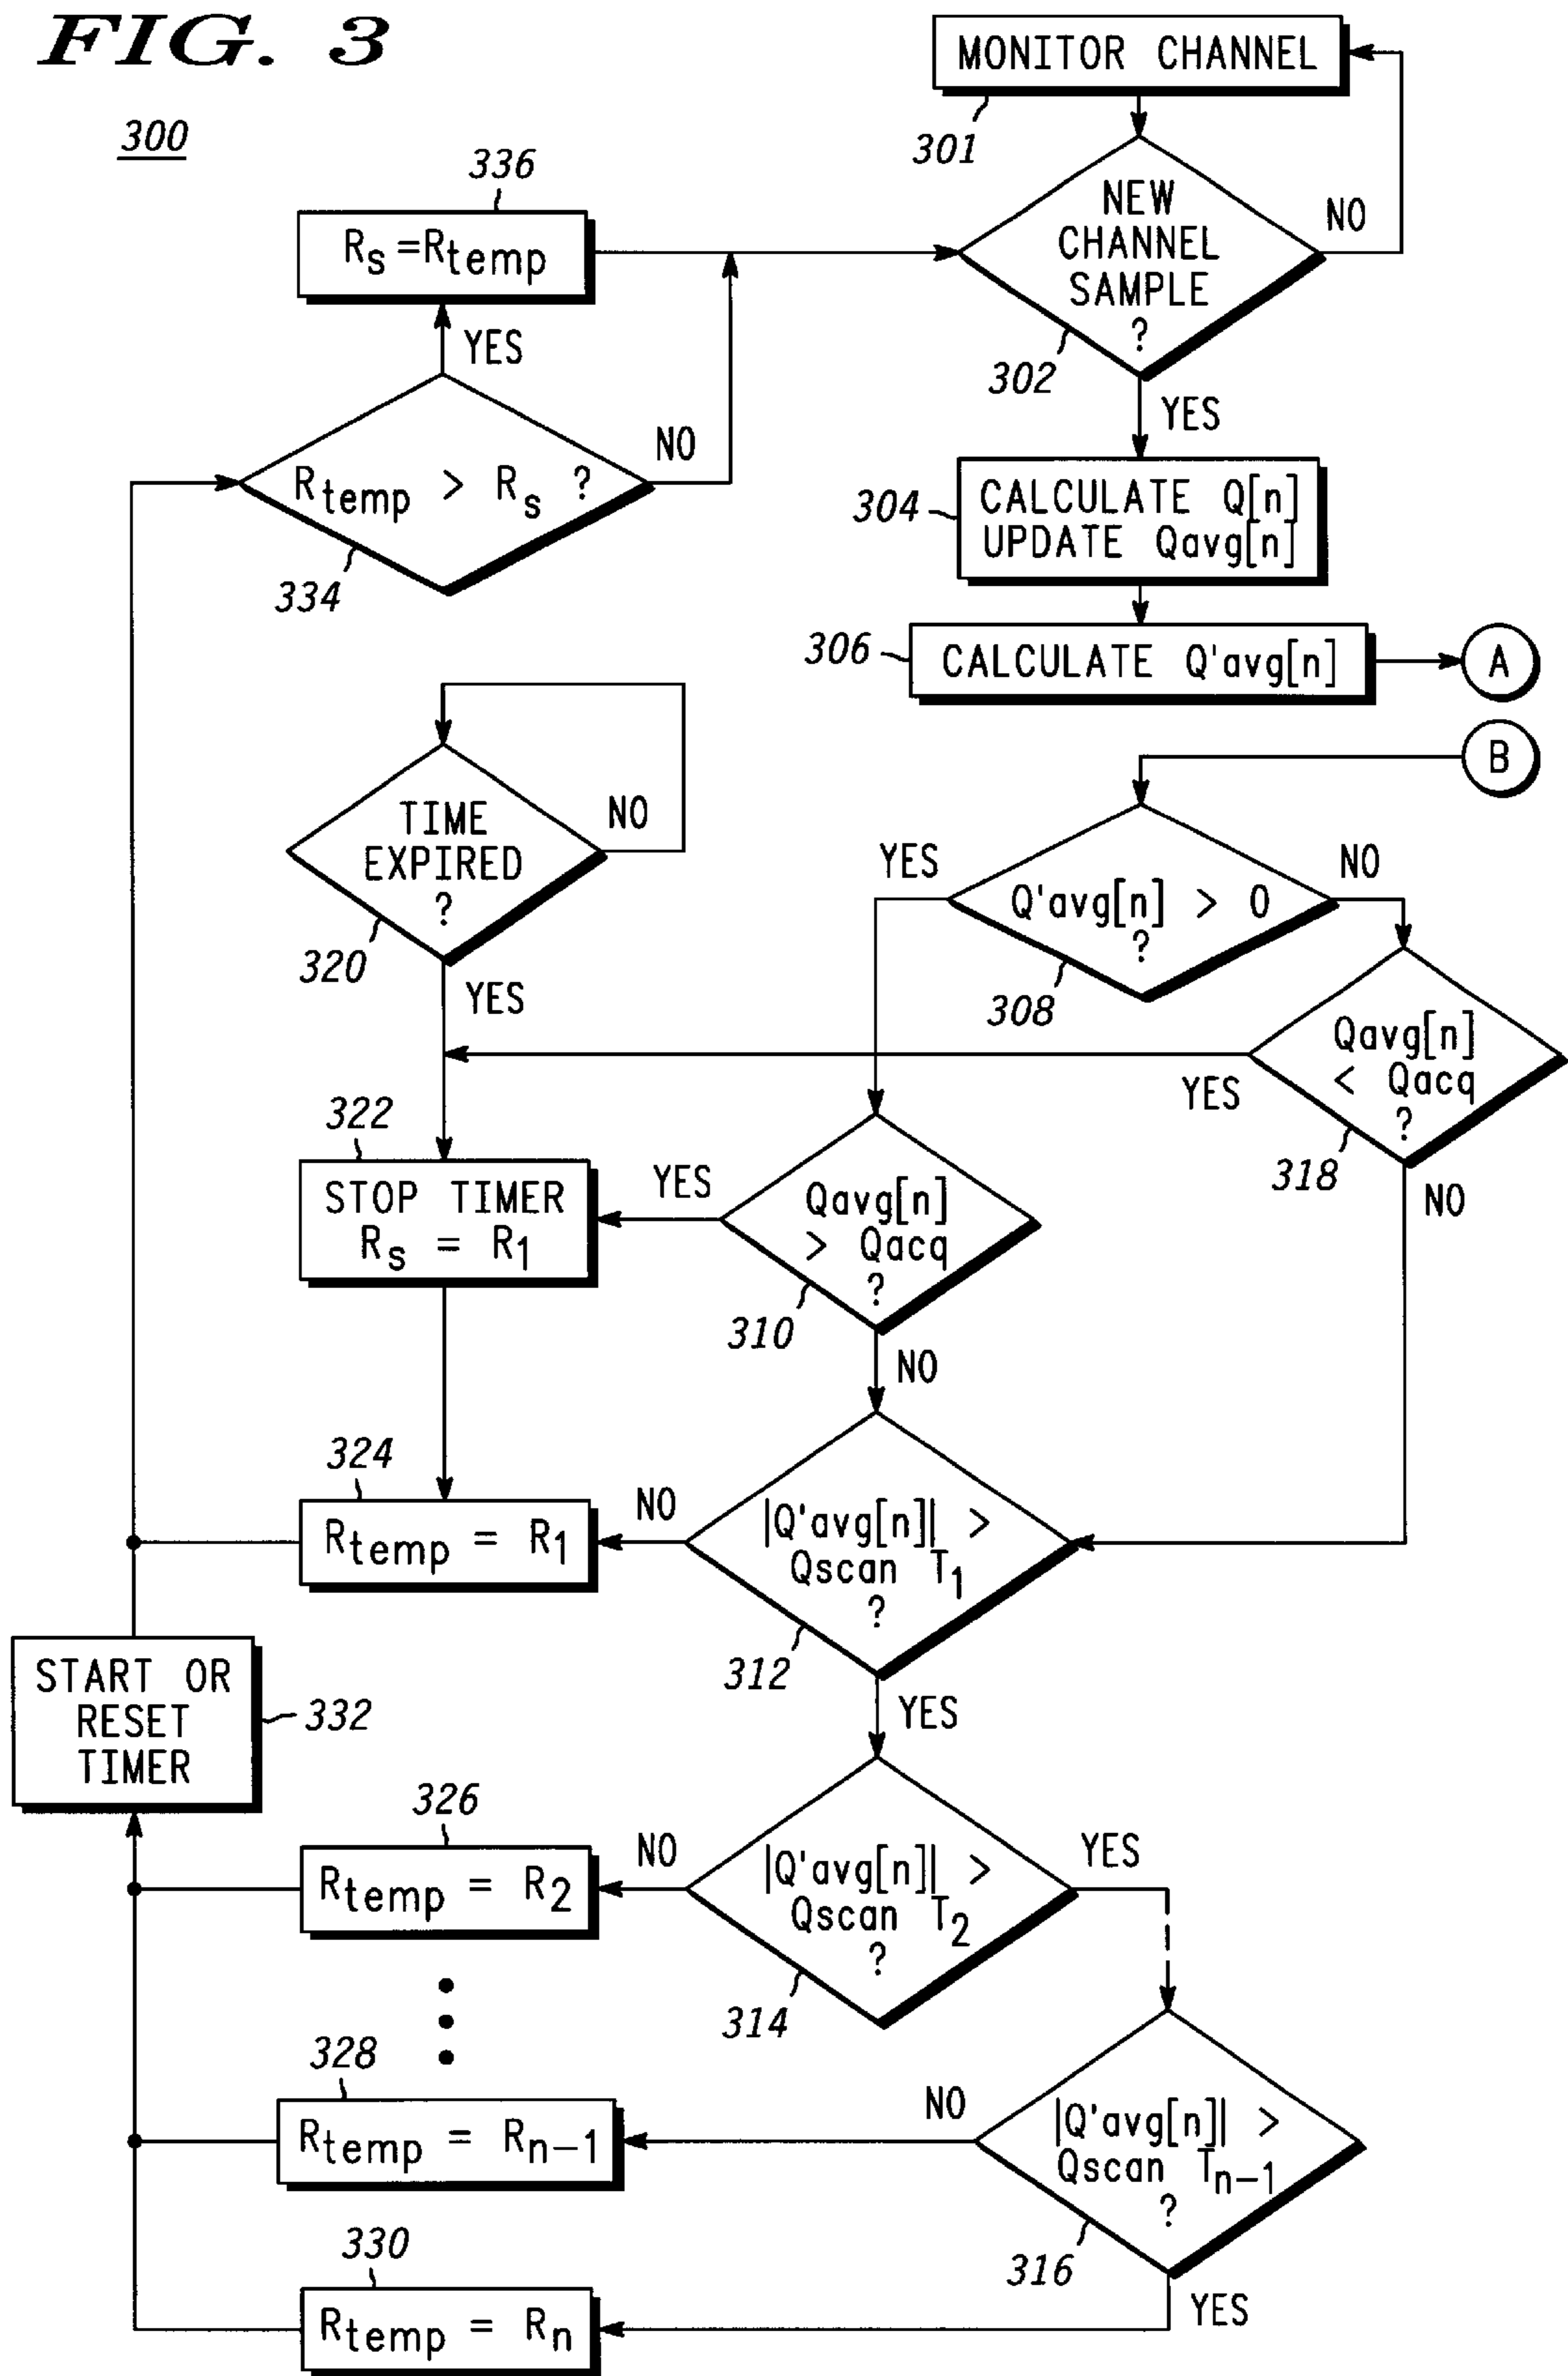 FIG. 3
300
MONITOR CHANNEL
301
NEW
CHANNEL
SAMPLE
?
302
NO
YES
336
Rs =Rtemp
YES
Rtemp > Rs ?
NO
334
304
CALCULATE Q[n]
UPDATE Qavg[n]
306
CALCULATE Q'avg[n]
A
B
TIME
EXPIRED
?
NO
320
YES
YES
Q'avg[n] > 0
?
NO
308
Qavg[n]
< Qacq
?
YES
318
NO
322
STOP TIMER
Rs = R1
YES
Qavg[n]
> Qacq
?
310
NO
324
Rtemp = R1
NO
|Q'avg[n]| >
Qscan T1
?
312
YES
START OR
RESET
TIMER
332
326
Rtemp = R2
NO
|Q'avg[n]| >
Qscan T2
?
YES
314
328
Rtemp = Rn-1
NO
|Q'avg[n]| >
Qscan Tn-1
?
316
YES
330
Rtemp = Rn